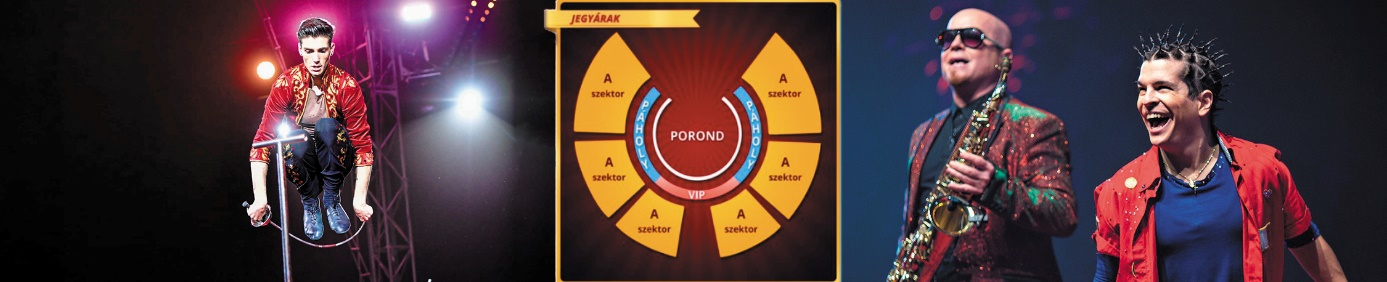 JEGYÁRAK
A
szektor
A
szektor
PÁHOLY
PÁHOLY
POROND
A
szektor
A
szektor
VIP
A
szektor
A
szektor